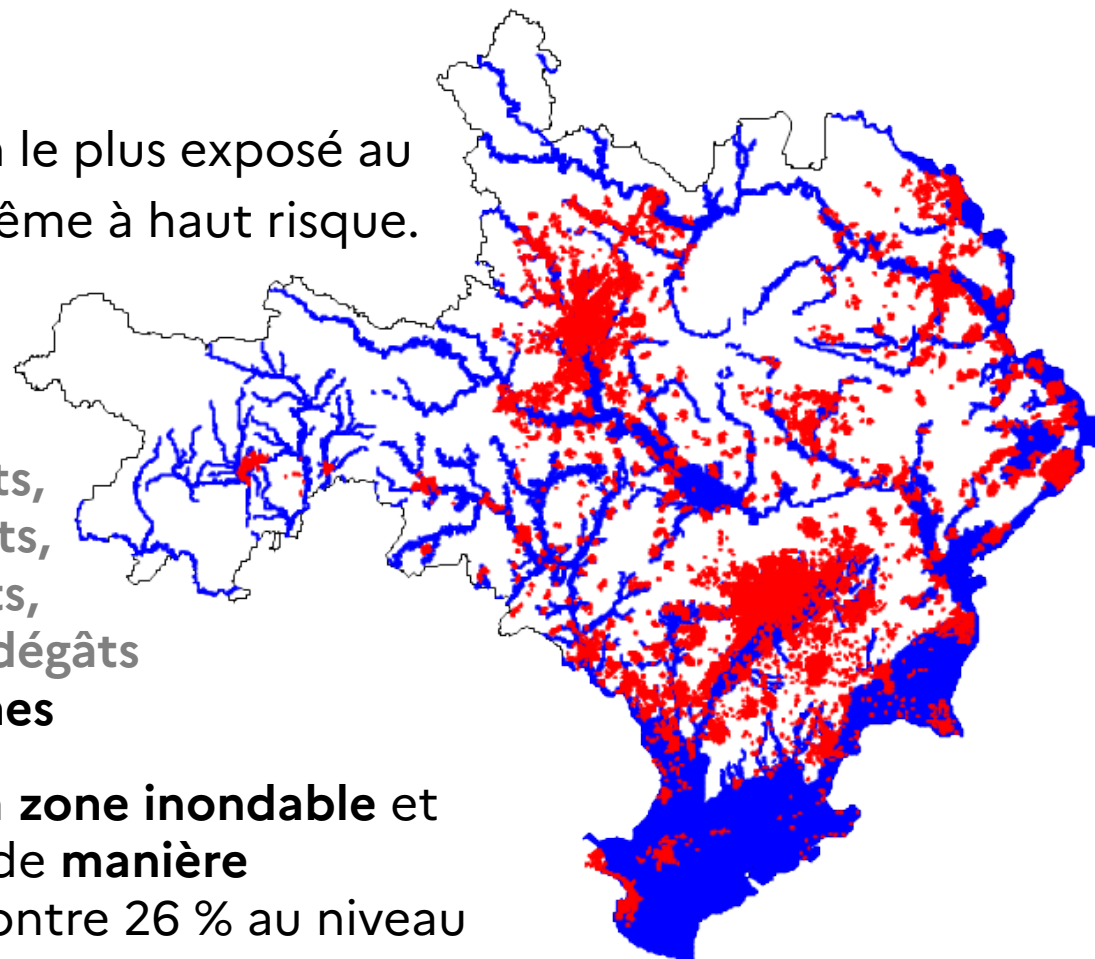 le plus exposé au
ême à haut risque.
ts,
ts,
ts,
dégâts
nes
zone inondable et
de manière
ontre 26 % au niveau